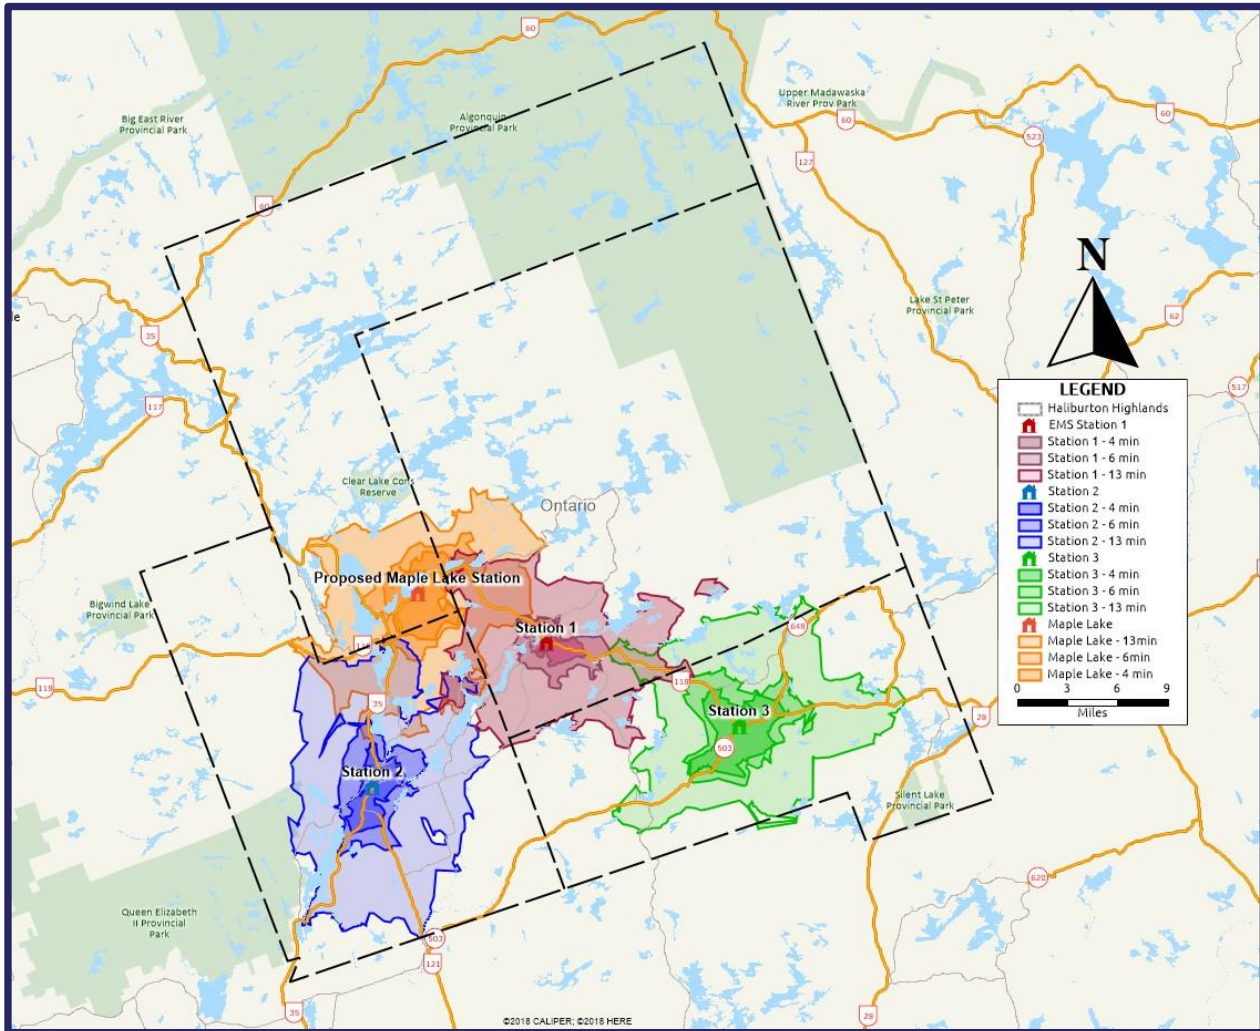 60
Upper Madawaska
River Prov Park
Big East River
Provincial Park
Algonquin
Provincial Park
60
60
523
127
60
N
Lake St Peter
Provincial Park
62
35
le
117
517
LEGEND
Haliburton Highlands
EMS Station 1
Station 1 - 4 min
Station 1 - 6 min
Station 1 - 13 min
Station 2
Station 2 - 4 min
Station 2 - 6 min
Station 2 - 13 min
Station 3
Station 3 - 4 min
Station 3 - 6 min
Station 3 - 13 min
Maple Lake
Maple Lake - 13min
Maple Lake - 6min
Maple Lake - 4 min
0 3 6 9
Miles
Clear Lake Cons
Reserve
Ontario
Proposed Maple Lake Station
Bigwind Lake
Provincial Park
Station 1
648
118
118
35
Station 3
28
503
Station 2
Silent Lake
Provincial Park
620
Queen Elizabeth
II Provincial
Park
503
121
35
28
©2018 CALIPER; ©2018 HERE